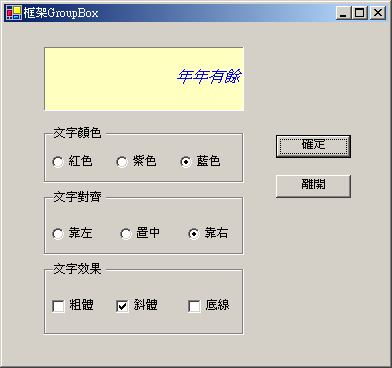 框架GroupBox
年年有餘
文字顏色
紅色 紫色 藍色
確定
離開
文字對齊
靠左 置中 靠右
文字效果
粗體 斜體 底線